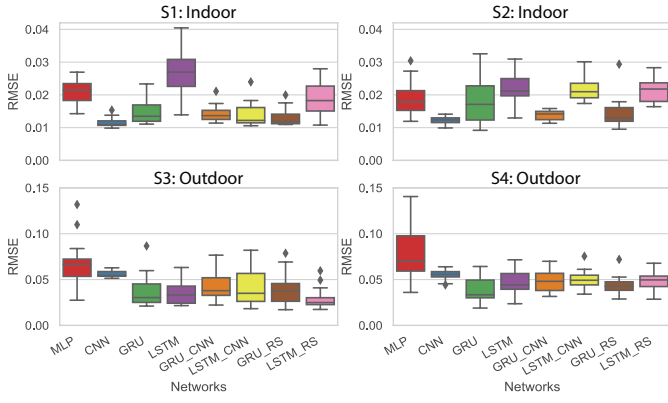 S1: Indoor
S2: Indoor
0.04
0.03
0.02
0.01
0.00
RMSE
0.04
0.03
0.02
0.01
0.00
RMSE
S3: Outdoor
S4: Outdoor
0.15
0.10
0.05
0.00
RMSE
0.15
0.10
0.05
0.00
RMSE
MLP
CNN
GRU
LSTM
GRU_CNN
LSTM_CNN
GRU_RS
LSTM_RS
Networks
MLP
CNN
GRU
LSTM
GRU_CNN
LSTM_CNN
GRU_RS
LSTM_RS
Networks